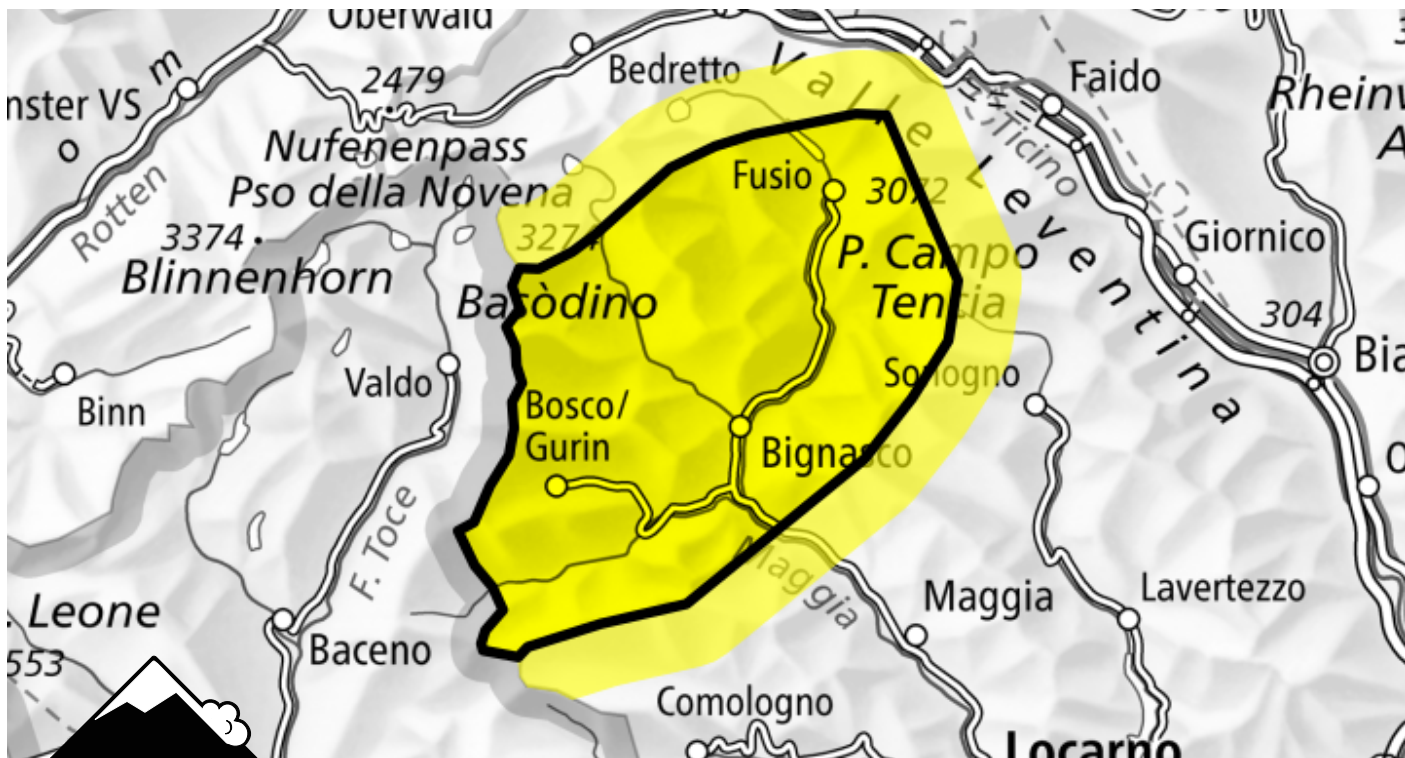 Oberwald
m
2479
Bedretto
Valle Leventina
Faido
nster VS
o
Rheinw
A
Nufenenpass
Pso della Novena
Fusio
3072
Ticino
Rotten
3374
Blinnenhorn
327
P. Campo
Tencia
Giornico
Basòdino
304
Valdo
Sonogno
Bia
Binn
Bosco/
Gurin
Bignasco
O
F. Toce
Maggia
. Leone
553
Baceno
Maggia
Lavertezzo
Comologno
Locarno